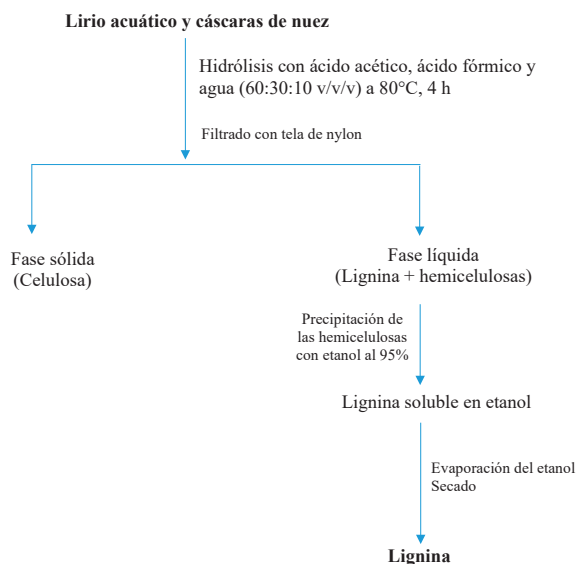 Lirio acuático y cáscaras de nuez
Hidrólisis con ácido acético, ácido fórmico y
agua (60:30:10 v/v/v) a 80°C, 4 h
Filtrado con tela de nylon
Fase sólida
(Celulosa)
Fase líquida
(Lignina + hemicelulosas)
Precipitación de
las hemicelulosas
con etanol al 95%
Lignina soluble en etanol
Evaporación del etanol
Secado
Lignina